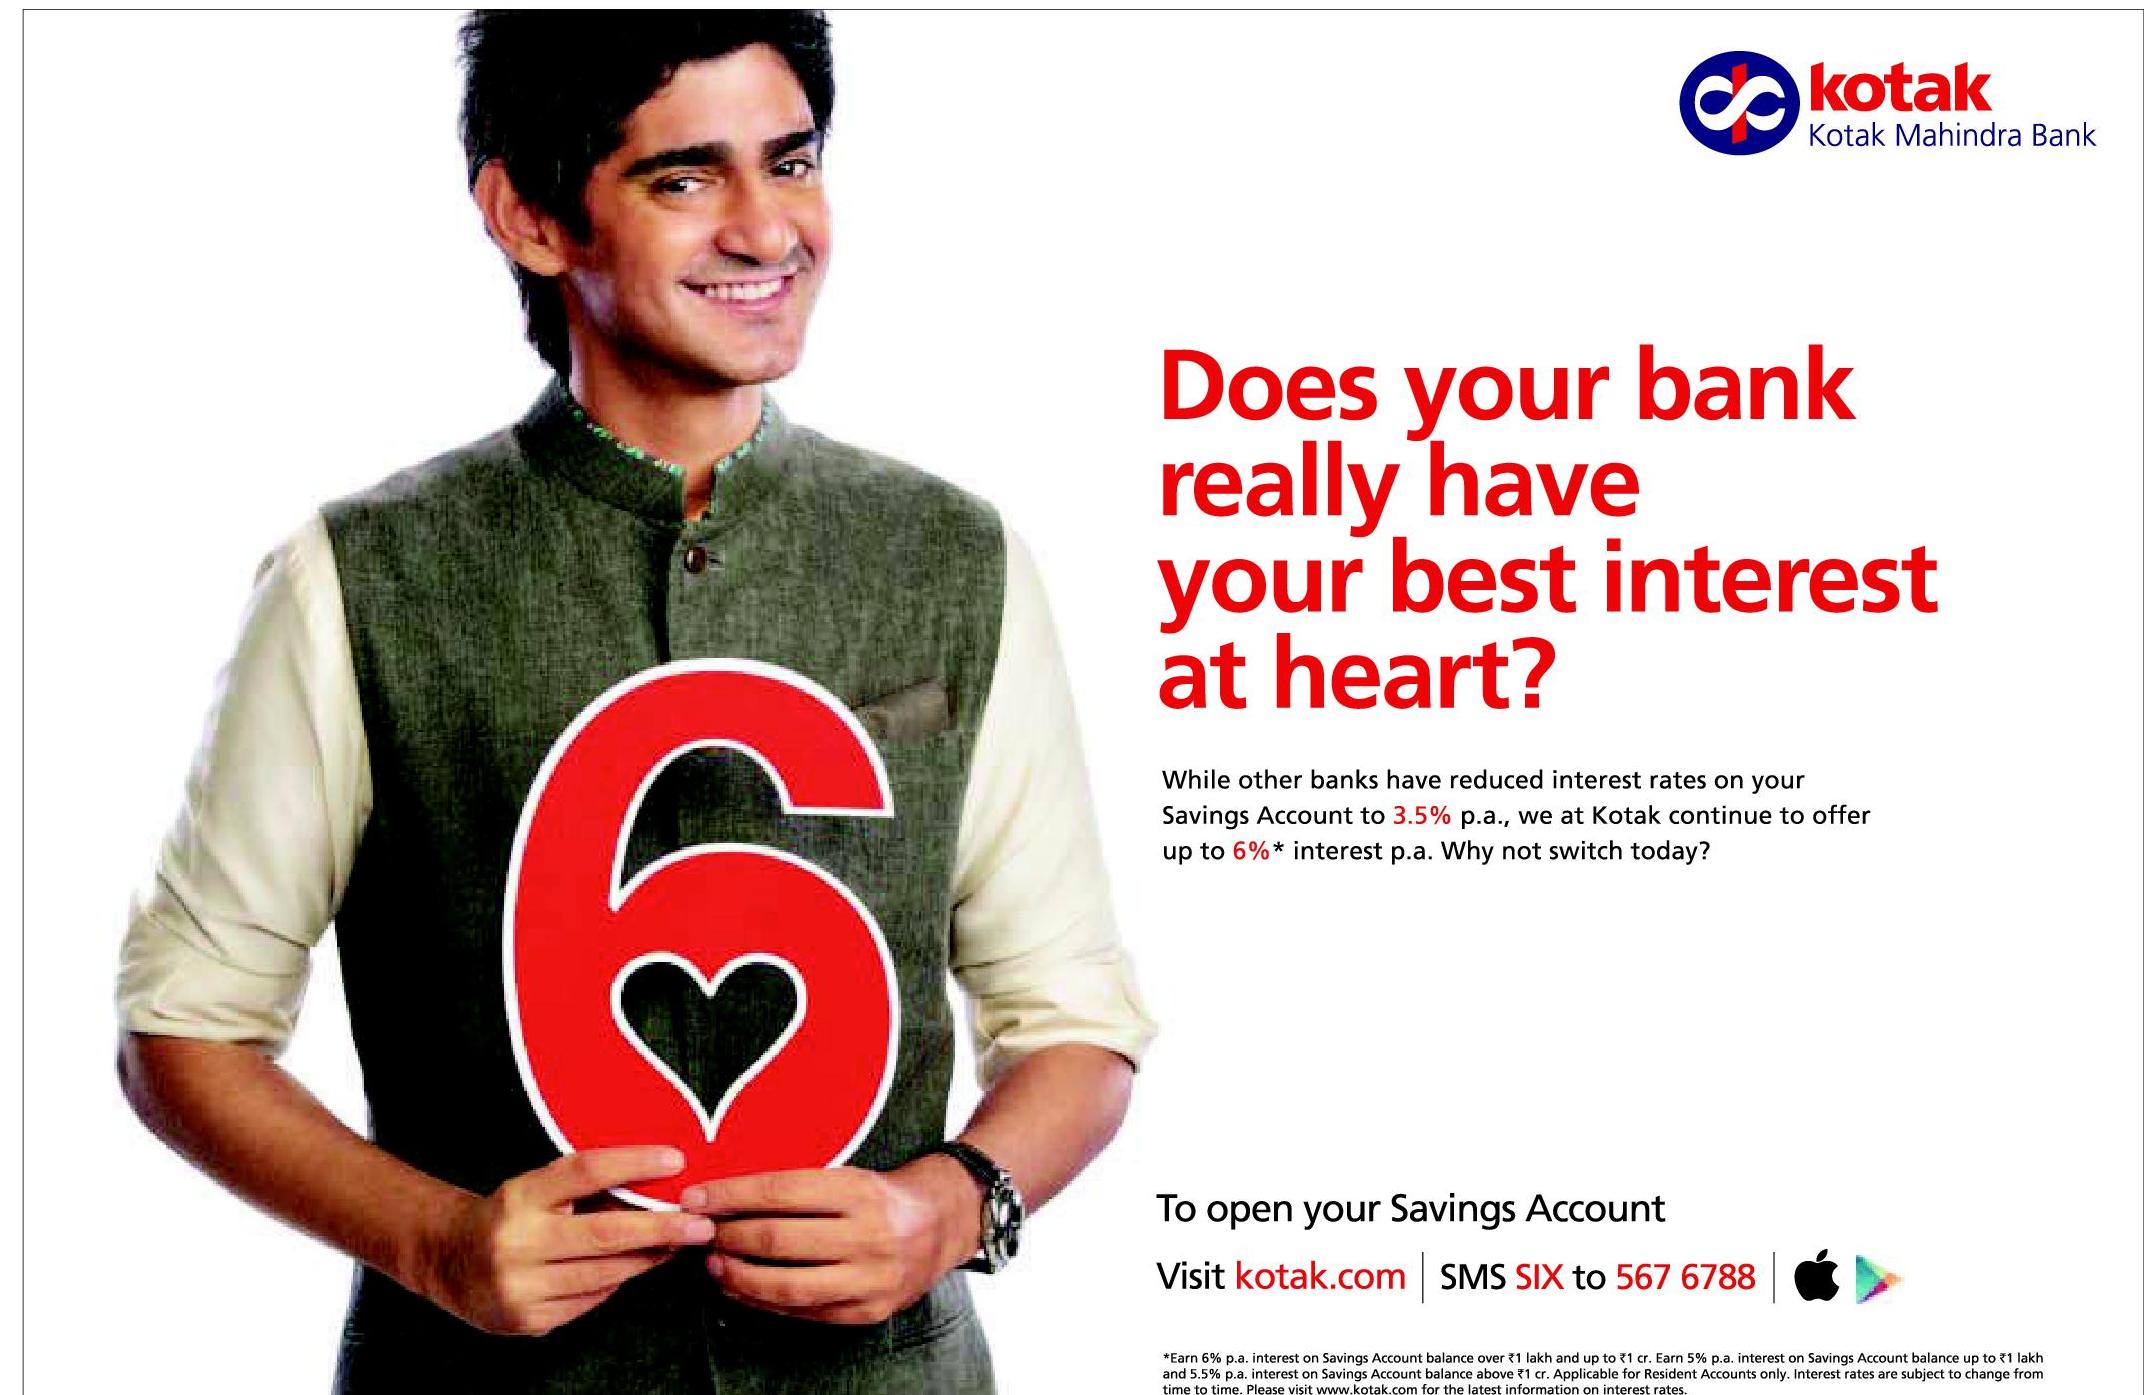 kotak
Kotak Mahindra Bank
Does your bank
really have
your best interest
at heart?
While other banks have reduced interest rates on your
Savings Account to 3.5% p.a., we at Kotak continue to offer
up to 6%* interest p.a. Why not switch today?
6
To open your Savings Account
Visit kotak.com | SMS SIX to 567 6788 |
*Earn 6% p.a. interest on Savings Account balance over ₹1 lakh and up to ₹1 cr. Earn 5% p.a. interest on Savings Account balance up to ₹1 lakh
and 5.5% p.a. interest on Savings Account balance above ₹1 cr. Applicable for Resident Accounts only. Interest rates are subject to change from
time to time. Please visit www.kotak.com for the latest information on interest rates.